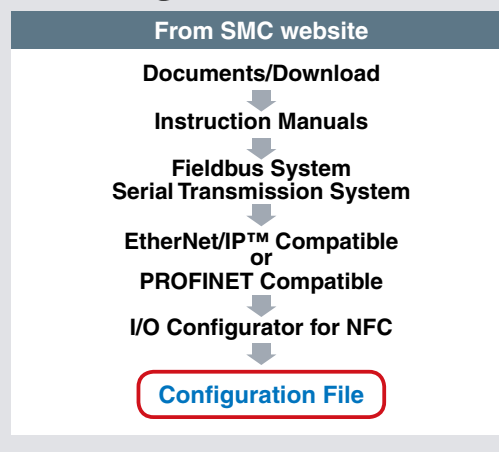 From SMC website
Documents/Download
Instruction Manuals
Fieldbus System
Serial Transmission System
EtherNet/IP™ Compatible
or
PROFINET Compatible
I/O Configurator for NFC
Configuration File